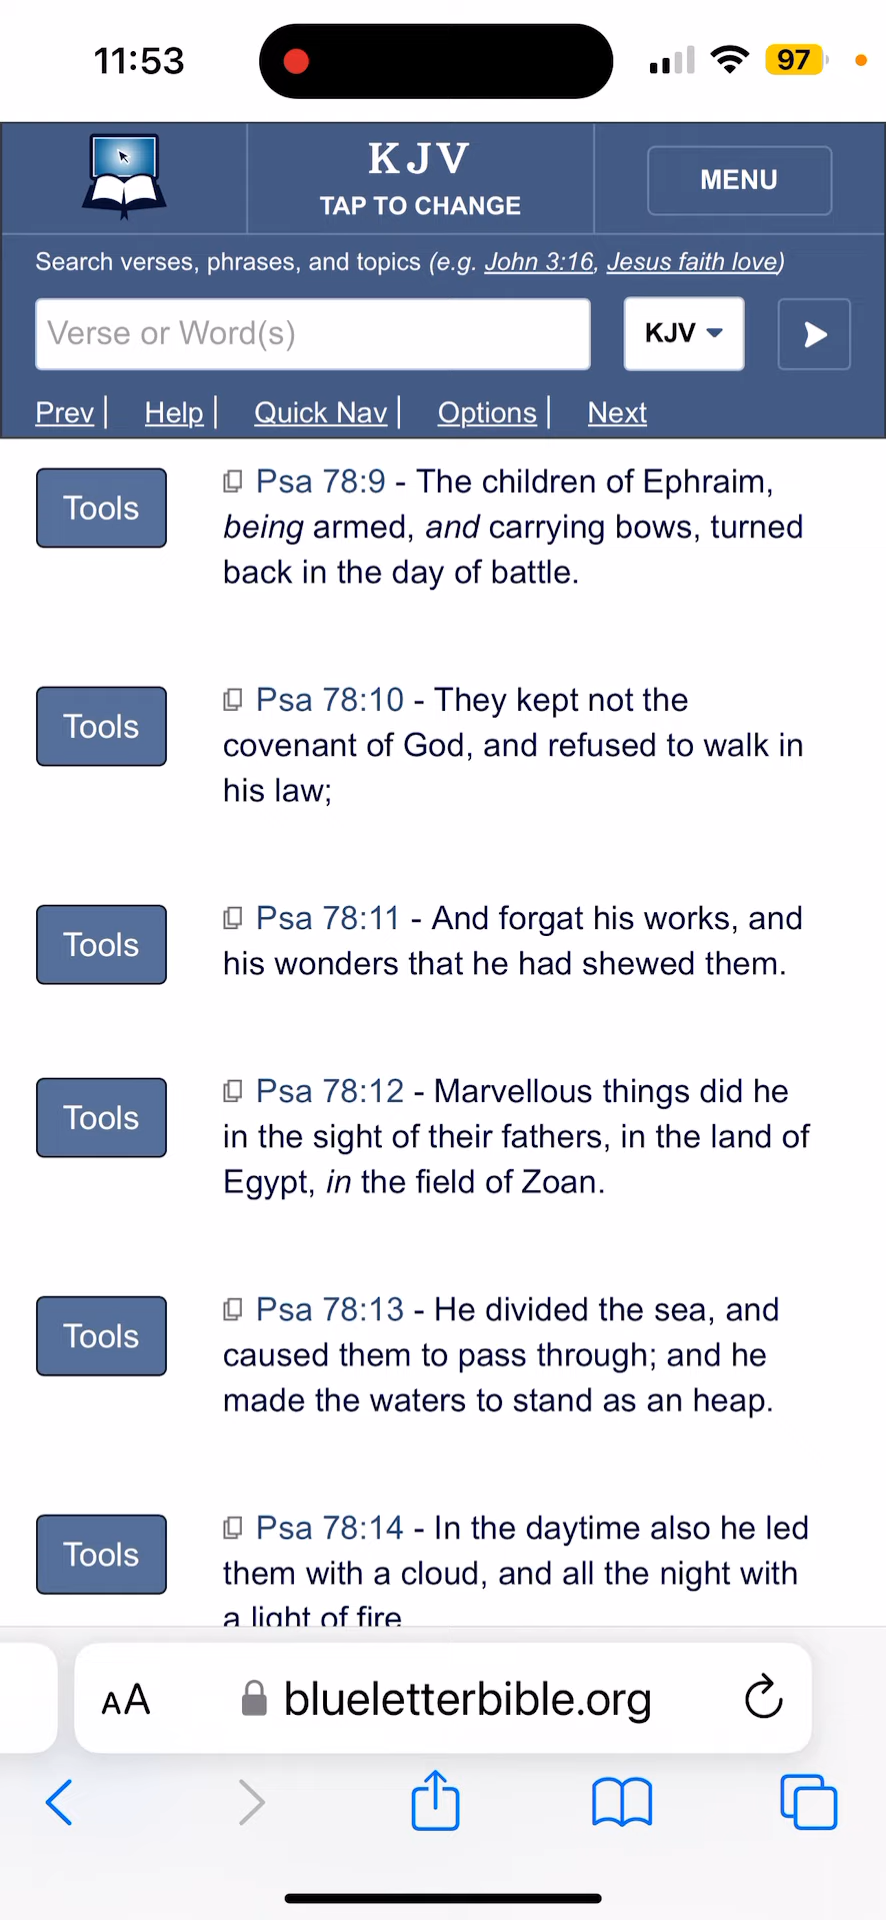 11:53
97
KJV
TAP TO CHANGE
MENU
Search verses, phrases, and topics (e.g. John 3:16, Jesus faith love)
Verse or Word(s)
KJV
Prev | Help | Quick Nav | Options | Next
Tools
Psa 78:9 - The children of Ephraim,
being armed, and carrying bows, turned
back in the day of battle.
Tools
Psa 78:10 - They kept not the
covenant of God, and refused to walk in
his law;
Tools
Psa 78:11 - And forgat his works, and
his wonders that he had shewed them.
Tools
Psa 78:12 - Marvellous things did he
in the sight of their fathers, in the land of
Egypt, in the field of Zoan.
Tools
Psa 78:13 - He divided the sea, and
caused them to pass through; and he
made the waters to stand as an heap.
Tools
Psa 78:14 - In the daytime also he led
them with a cloud, and all the night with
a light of fire
AA
blueletterbible.org